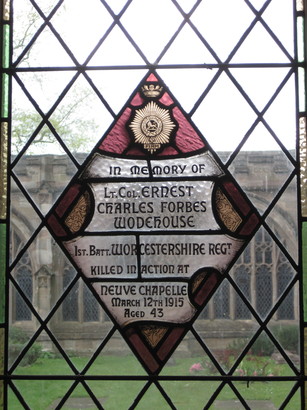 IN MEMORY OF
LT. COL. ERNEST
CHARLES FORBES
WODEHOUSE
1ST. BATT. WORCESTERSHIRE REGT
KILLED IN ACTION AT
NEUVE CHAPELLE
MARCH 12TH 1915
AGED 43